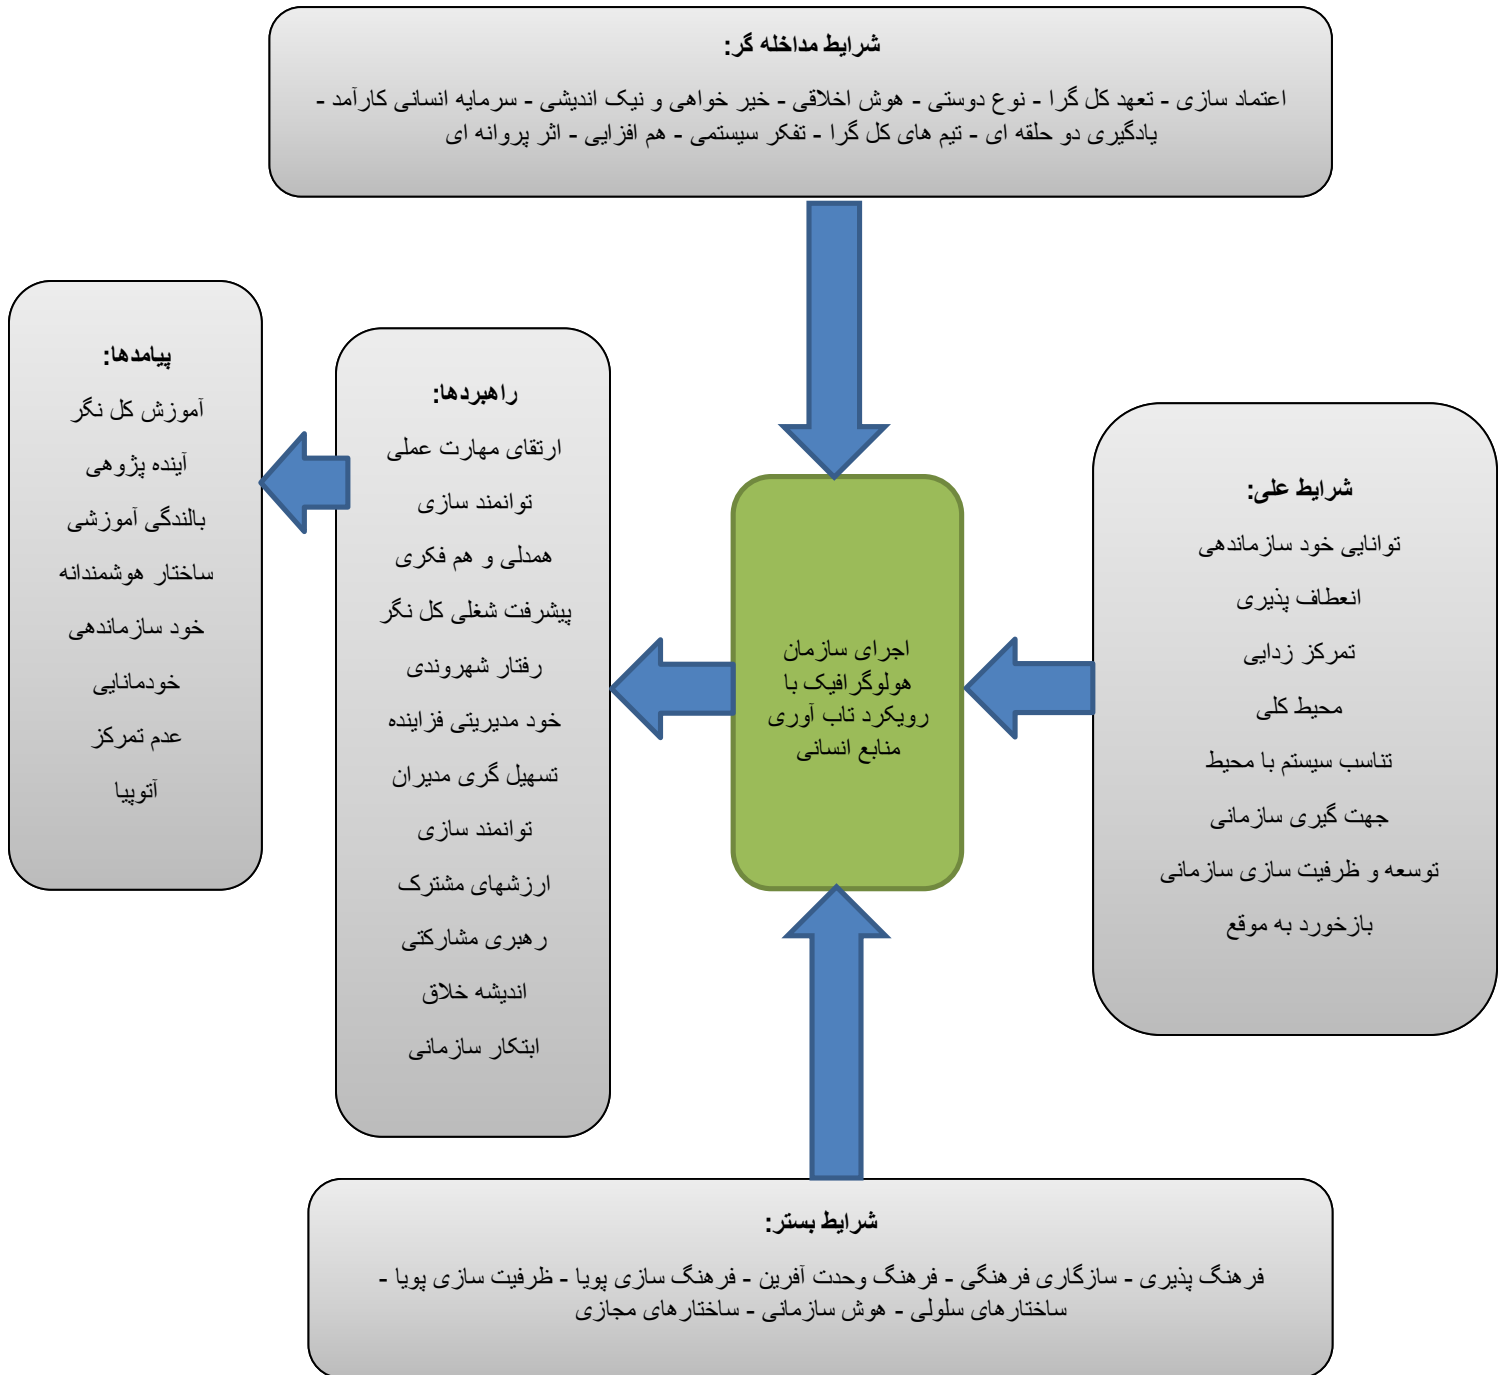 شرایط مداخله گر:
اعتماد سازی - تعهد کل گرا - نوع دوستی - هوش اخلاقی - خیر خواهی و نیک اندیشی - سرمایه انسانی کارآمد -
یادگیری دو حلقه ای - تیم های کل گرا - تفکر سیستمی - هم افزایی - اثر پروانه ای
شرایط علی:
توانایی خود سازماندهی
انعطاف پذیری
تمرکز زدایی
محیط کلی
تناسب سیستم با محیط
جهت گیری سازمانی
توسعه و ظرفیت سازی سازمانی
بازخورد به موقع
اجرای سازمان
هولوگرافیک با
رویکرد تاب آوری
منابع انسانی
راهبردها:
ارتقای مهارت عملی
توانمند سازی
همدلی و هم فکری
پیشرفت شغلی کل نگر
رفتار شهروندی
خود مدیریتی فزاینده
تسهیل گری مدیران
توانمند سازی
ارزشهای مشترک
رهبری مشارکتی
اندیشه خلاق
ابتکار سازمانی
پیامدها:
آموزش کل نگر
آینده پژوهی
بالندگی آموزشی
ساختار هوشمندانه
خود سازماندهی
خودمانایی
عدم تمرکز
آتوپیا
شرایط بستر:
فرهنگ پذیری - سازگاری فرهنگی - فرهنگ وحدت آفرین - فرهنگ سازی پویا - ظرفیت سازی پویا -
ساختارهای سلولی - هوش سازمانی - ساختارهای مجازی